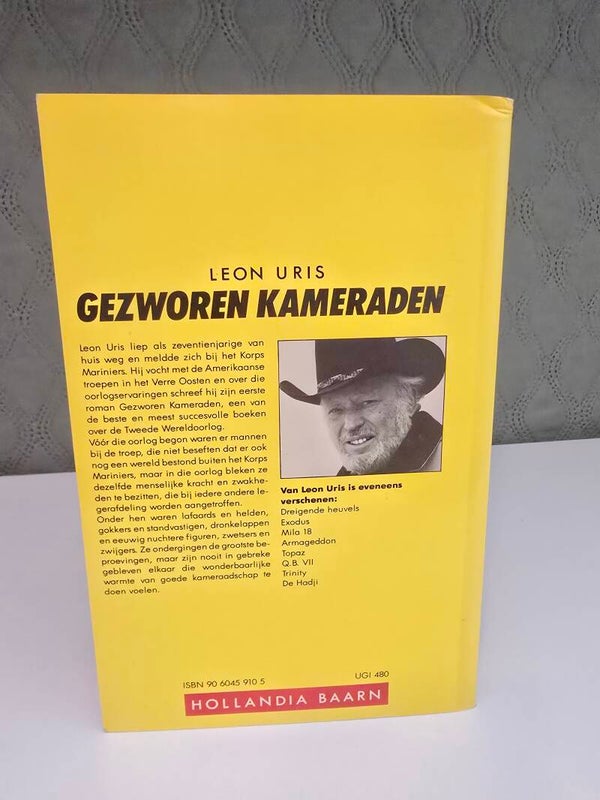 LEON URIS
GEZWOREN KAMERADEN
Leon Uris liep als zeventienjarige van
huis weg en meldde zich bij het Korps
Mariniers. Hij vocht met de Amerikaanse
troepen in het Verre Oosten en over die
oorlogservaringen schreef hij zijn eerste
roman Gezworen Kameraden, een van
de beste en meest succesvolle boeken
over de Tweede Wereldoorlog.
Vóór die oorlog begon waren er mannen
bij de troep, die niet beseften dat er ook
nog een wereld bestond buiten het Korps
Mariniers, maar in die oorlog bleken ze
dezelfde menselijke kracht en zwakhe-
den te bezitten, die bij iedere andere le-
gerafdeling worden aangetroffen.
Onder hen waren lafaards en helden,
gokkers en standvastigen, dronkelappen
en eeuwig nuchtere figuren, zwetsers en
zwijgers. Ze ondergingen de grootste be-
proevingen, maar zijn nooit in gebreke
gebleven elkaar die wonderbaarlijke
warmte van goede kameraadschap te
doen voelen.
Van Leon Uris is eveneens
verschenen:
Dreigende heuvels
Exodus
Mila 18
Armageddon
Topaz
Q.B. VII
Trinity
De Hadji
ISBN 90 6045 910 5
UGI 480
HOLLANDIA BAARN